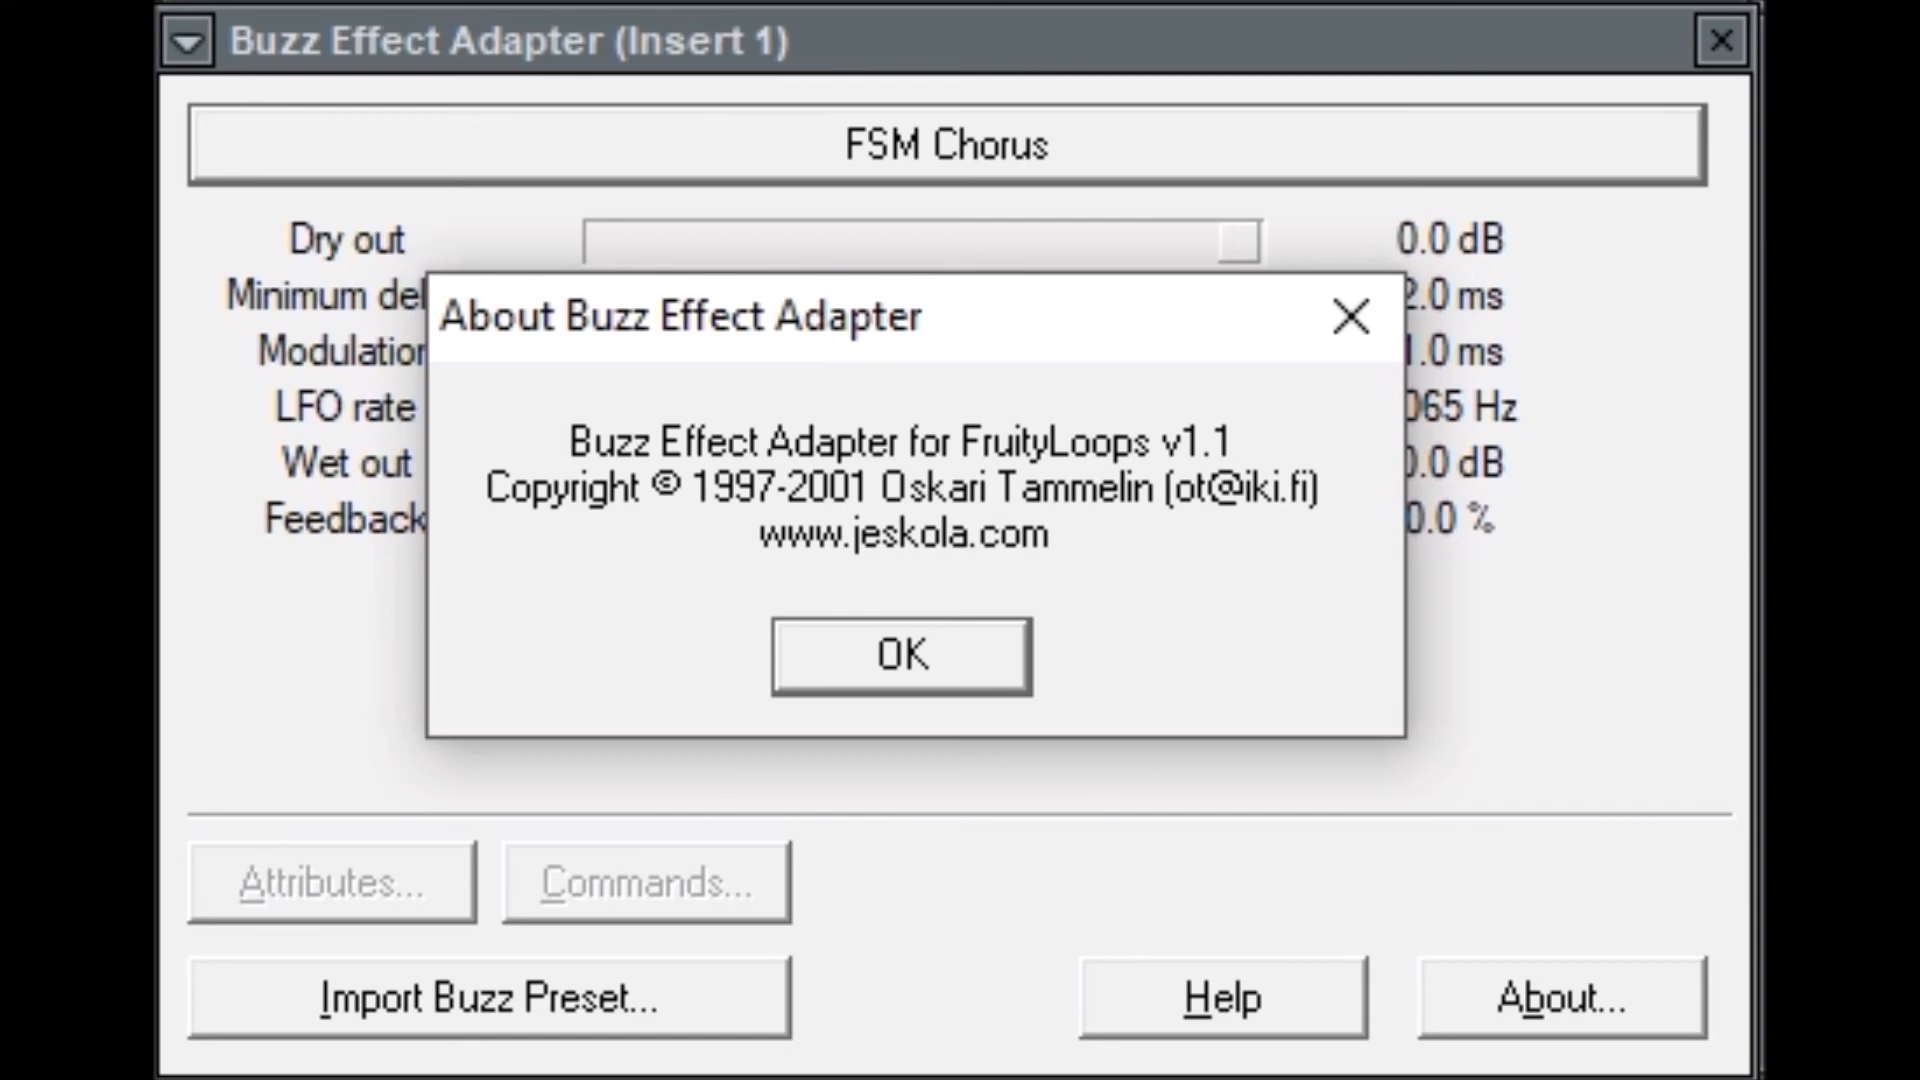 Buzz Effect Adapter (Insert 1)
FSM Chorus
Dry out 0.0 dB
Minimum 2.0 ms
Modulation 1.0 ms
LFO rate Hz
Wet out 0.0 dB
Feedback 0.0 %
About Buzz Effect Adapter
Buzz Effect Adapter for FruityLoops v1.1
Copyright © 1997-2001 Oskari Tammelin (ot@iki.fi)
www.jeskola.com
OK
Attributes...
Commands...
Import Buzz Preset...
Help
About...